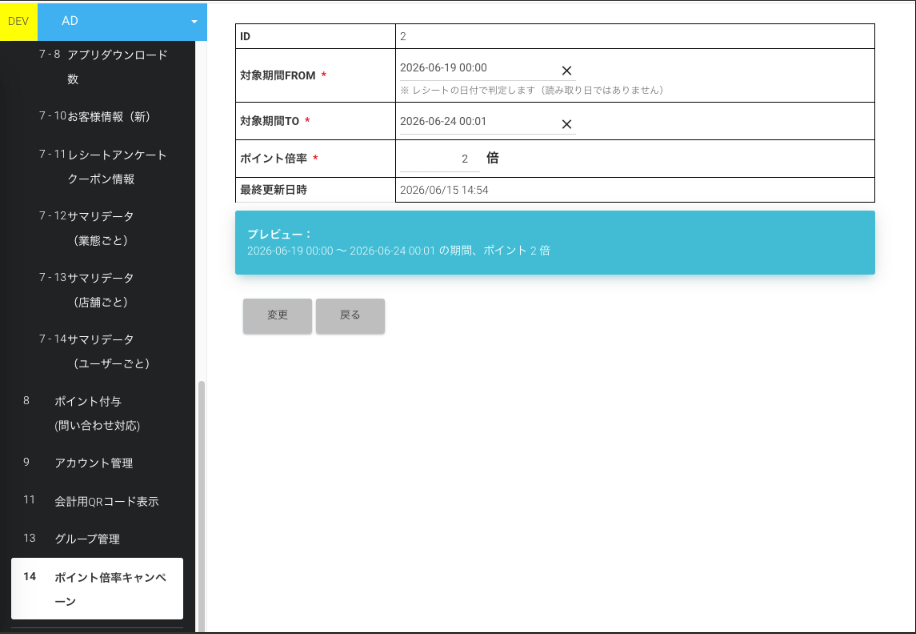 DEV AD
7 - 8 アプリダウンロード
数
7 - 10 お客様情報（新）
7 - 11 レシートアンケート
クーポン情報
7 - 12 サマリデータ
（業態ごと）
7 - 13 サマリデータ
（店舗ごと）
7 - 14 サマリデータ
（ユーザーごと）
8 ポイント付与
(問い合わせ対応)
9 アカウント管理
11 会計用QRコード表示
13 グループ管理
14 ポイント倍率キャンペ
ーン
ID 2
対象期間FROM * 2026-06-19 00:00 ×
※ レシートの日付で判定します（読み取り日ではありません）
対象期間TO * 2026-06-24 00:01 ×
ポイント倍率 * 2 倍
最終更新日時 2026/06/15 14:54
プレビュー：
2026-06-19 00:00 〜 2026-06-24 00:01 の期間、ポイント 2 倍
変更 戻る